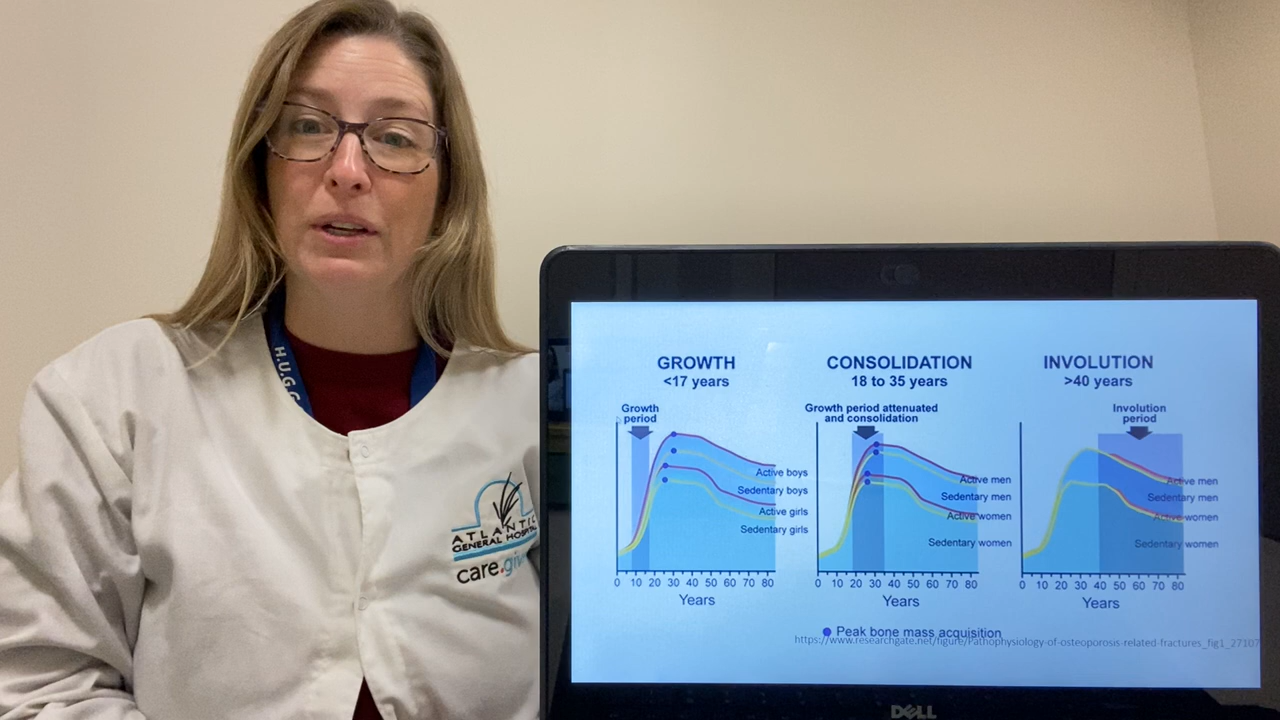 H.U.G
ATLANTIC
GENERAL HOSPITAL
care.giv
GROWTH
<17 years
Growth
period
Active boys
Sedentary boys
Active girls
Sedentary girls
0 10 20 30 40 50 60 70 80
Years
CONSOLIDATION
18 to 35 years
Growth period attenuated
and consolidation
Active men
Sedentary men
Active women
Sedentary women
0 10 20 30 40 50 60 70 80
Years
INVOLUTION
>40 years
Involution
period
Active men
Sedentary men
Active women
Sedentary women
0 10 20 30 40 50 60 70 80
Years
Peak bone mass acquisition
https://www.researchgate.net/figure/Pathophysiology-of-osteoporosis-related-fractures_fig1_27107
DELL